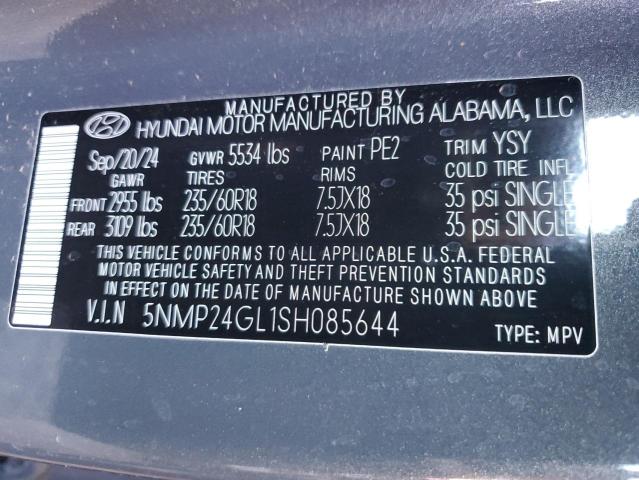 MANUFACTURED BY
HYUNDAI MOTOR MANUFACTURING ALABAMA, LLC
Sep/20/24 GVWR 5534 lbs PAINT PE2 TRIM YSY
GAWR TIRES RIMS COLD TIRE INFL
FRONT 2955 lbs 235/60R18 7.5JX18 35 psi SINGLE
REAR 3109 lbs 235/60R18 7.5JX18 35 psi SINGLE
THIS VEHICLE CONFORMS TO ALL APPLICABLE U.S.A. FEDERAL
MOTOR VEHICLE SAFETY AND THEFT PREVENTION STANDARDS
IN EFFECT ON THE DATE OF MANUFACTURE SHOWN ABOVE
V.I.N 5NMP24GL1SH085644 TYPE: MPV